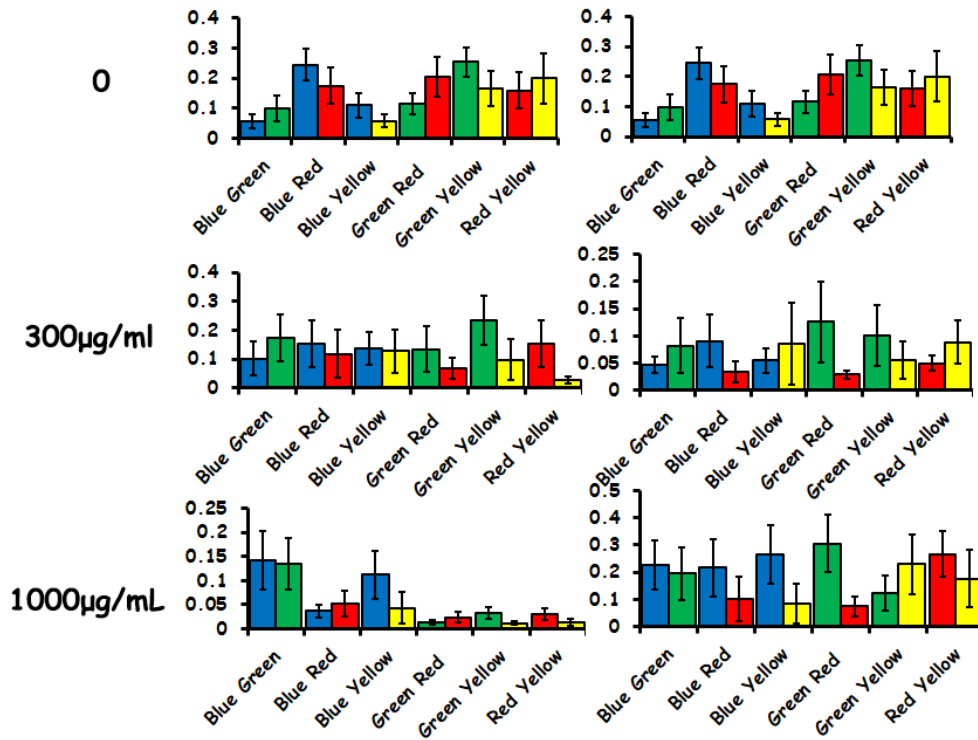 0
0.4
0.3
0.2
0.1
0
Blue Green
Blue Red
Blue Yellow
Green Red
Green Yellow
Red Yellow
0.4
0.3
0.2
0.1
0
Blue Green
Blue Red
Blue Yellow
Green Red
Green Yellow
Red Yellow
300µg/ml
0.4
0.3
0.2
0.1
0
Blue Green
Blue Red
Blue Yellow
Green Red
Green Yellow
Red Yellow
0.25
0.2
0.15
0.1
0.05
0
Blue Green
Blue Red
Blue Yellow
Green Red
Green Yellow
Red Yellow
1000µg/mL
0.25
0.2
0.15
0.1
0.05
0
Blue Green
Blue Red
Blue Yellow
Green Red
Green Yellow
Red Yellow
0.5
0.4
0.3
0.2
0.1
0
Blue Green
Blue Red
Blue Yellow
Green Red
Green Yellow
Red Yellow